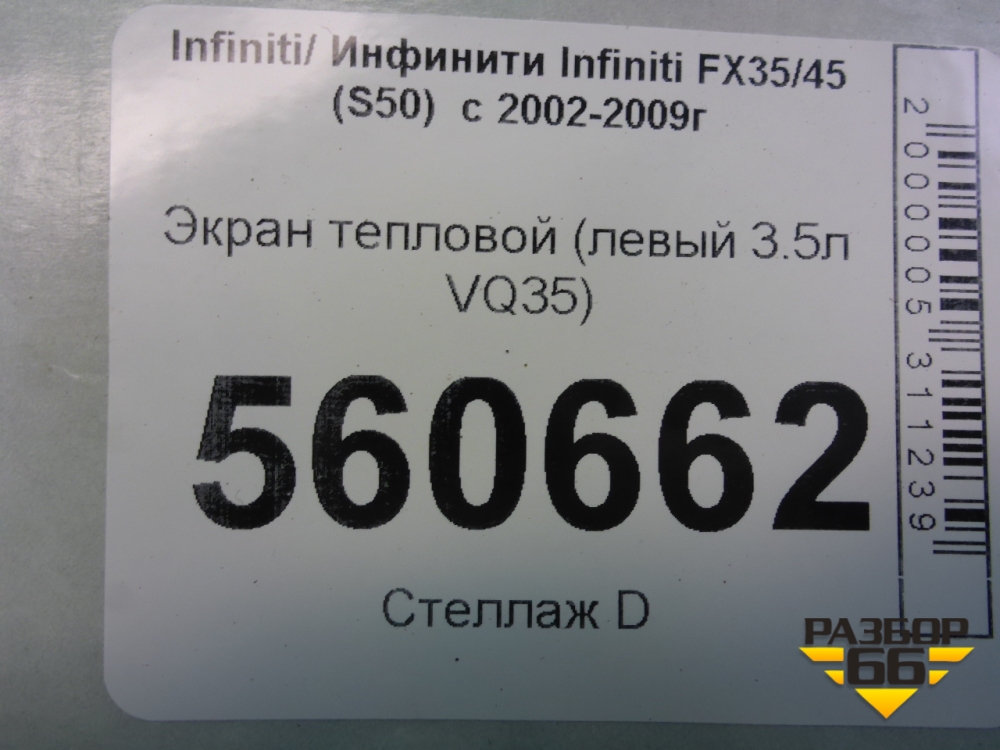 Infiniti/ Инфинити Infiniti FX35/45
(S50) с 2002-2009г
Экран тепловой (левый 3.5л
VQ35)
560662
Стеллаж D
2000005311239
РАЗБОР
66